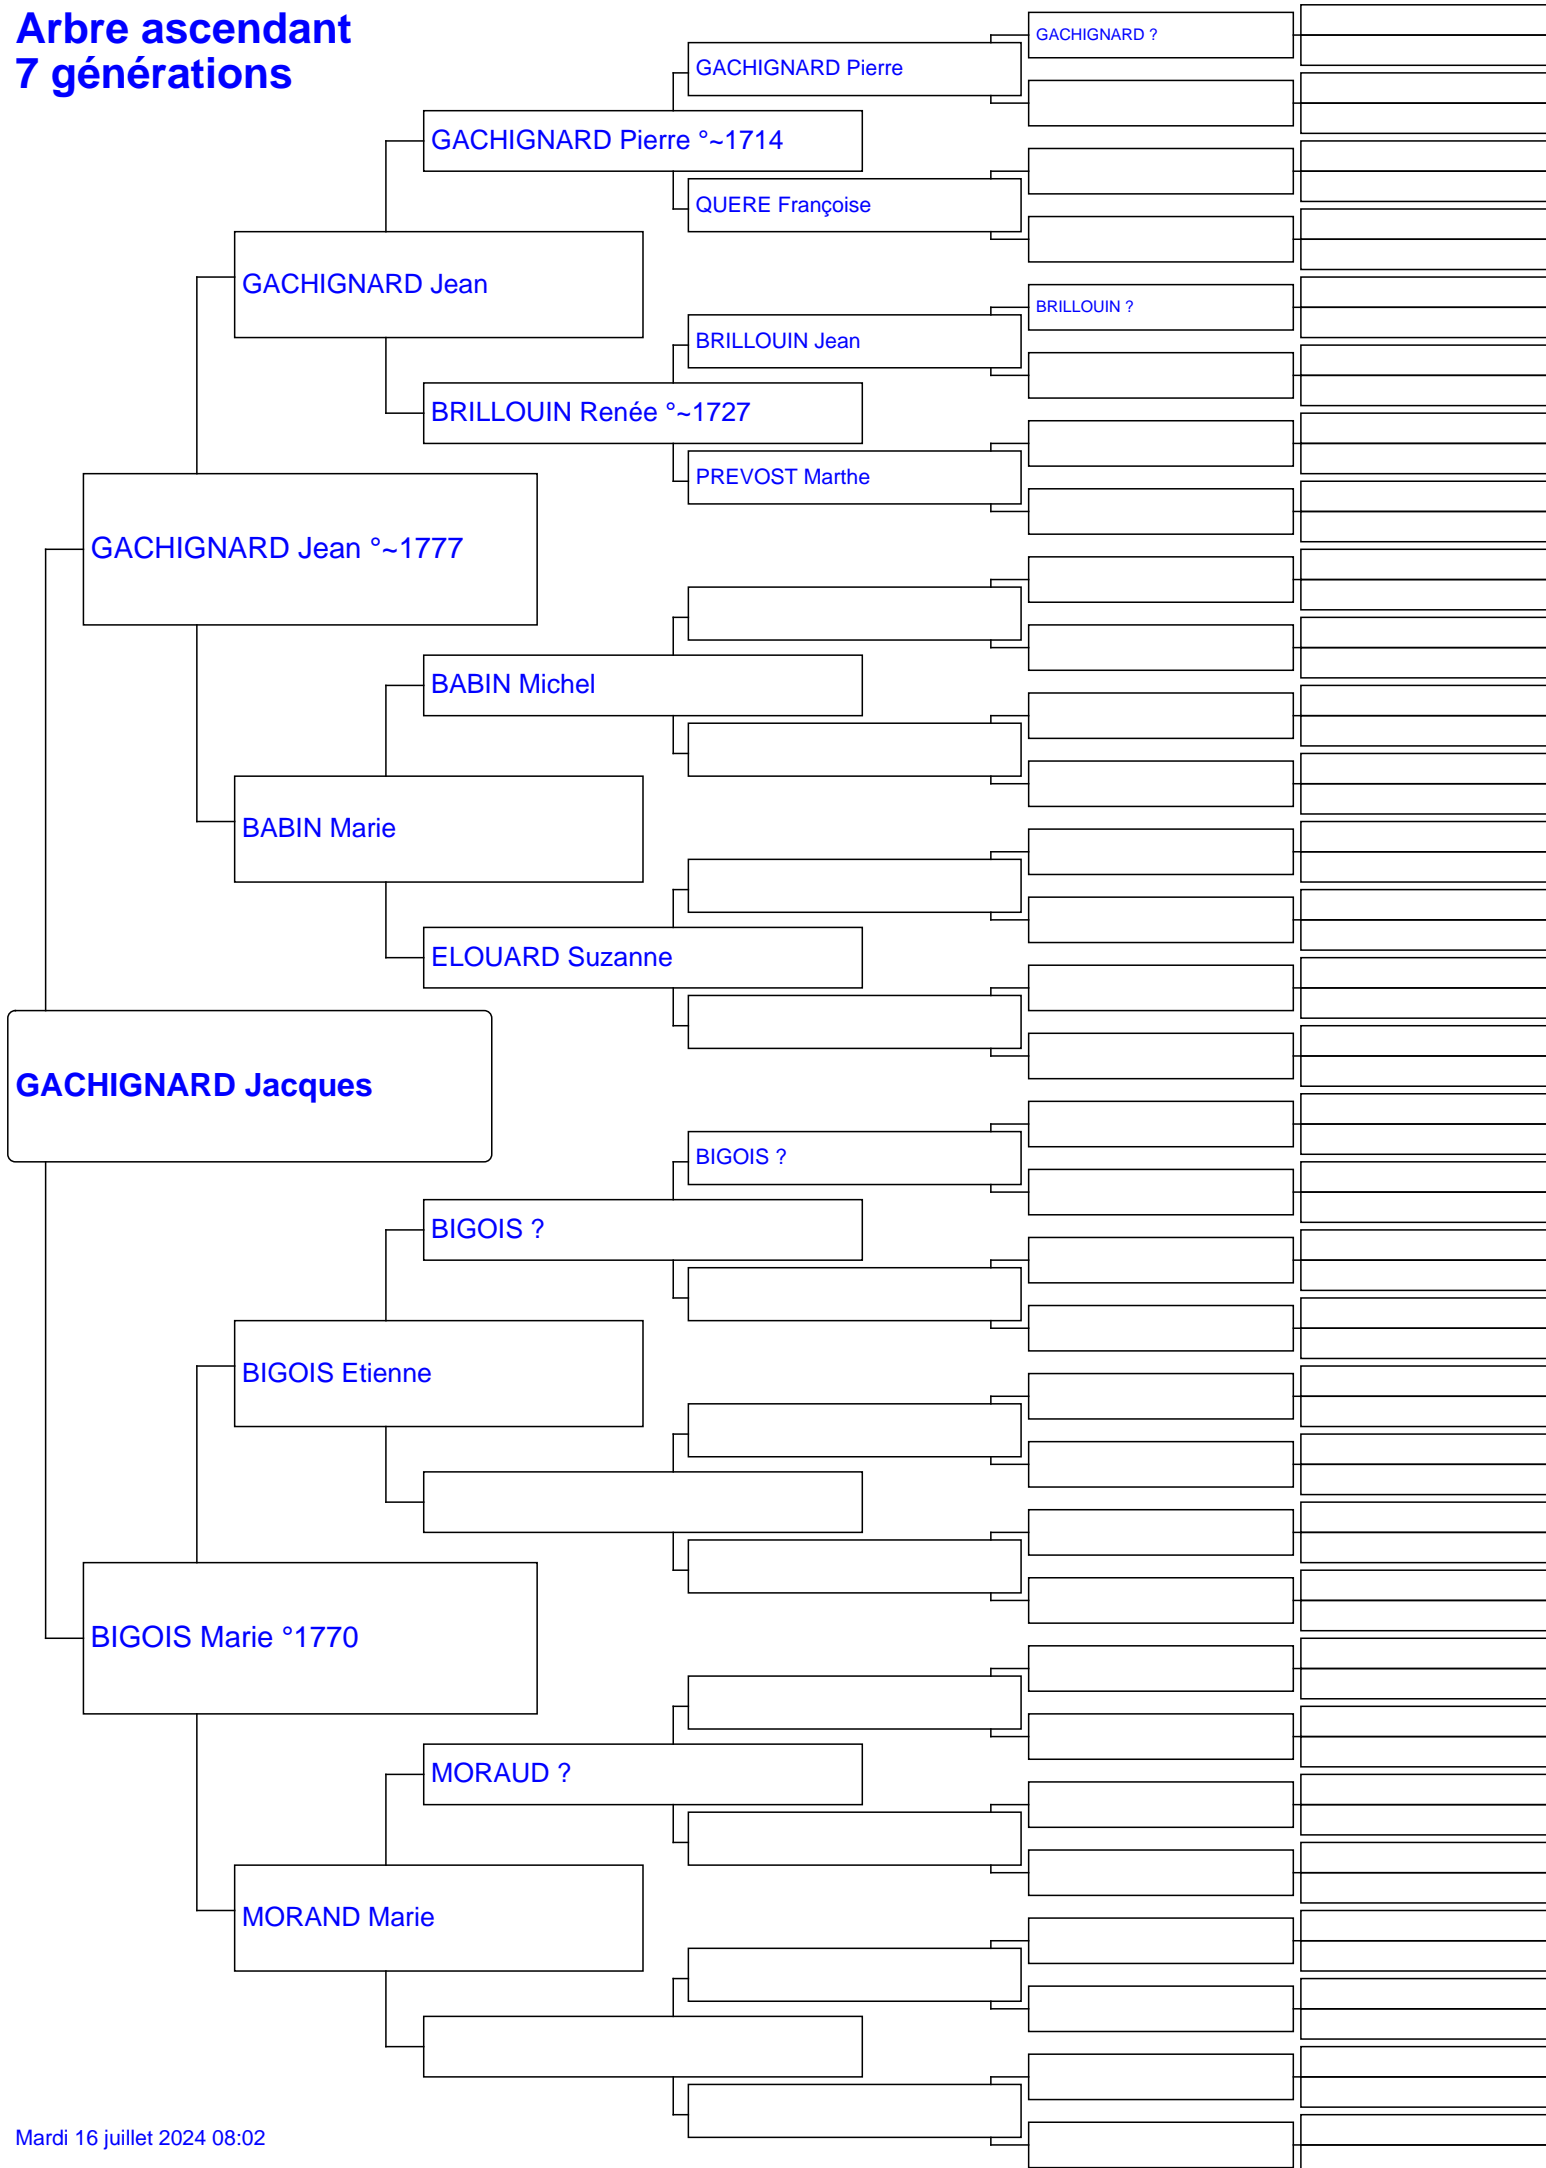 Arbre ascendant
7 générations
GACHIGNARD ?
GACHIGNARD Pierre
GACHIGNARD Pierre °~1714
QUERE Françoise
GACHIGNARD Jean
BRILLOUIN ?
BRILLOUIN Jean
BRILLOUIN Renée °~1727
PREVOST Marthe
GACHIGNARD Jean °~1777
BABIN Michel
BABIN Marie
ELOUARD Suzanne
GACHIGNARD Jacques
BIGOIS ?
BIGOIS ?
BIGOIS Etienne
BIGOIS Marie °1770
MORAUD ?
MORAND Marie
Mardi 16 juillet 2024 08:02